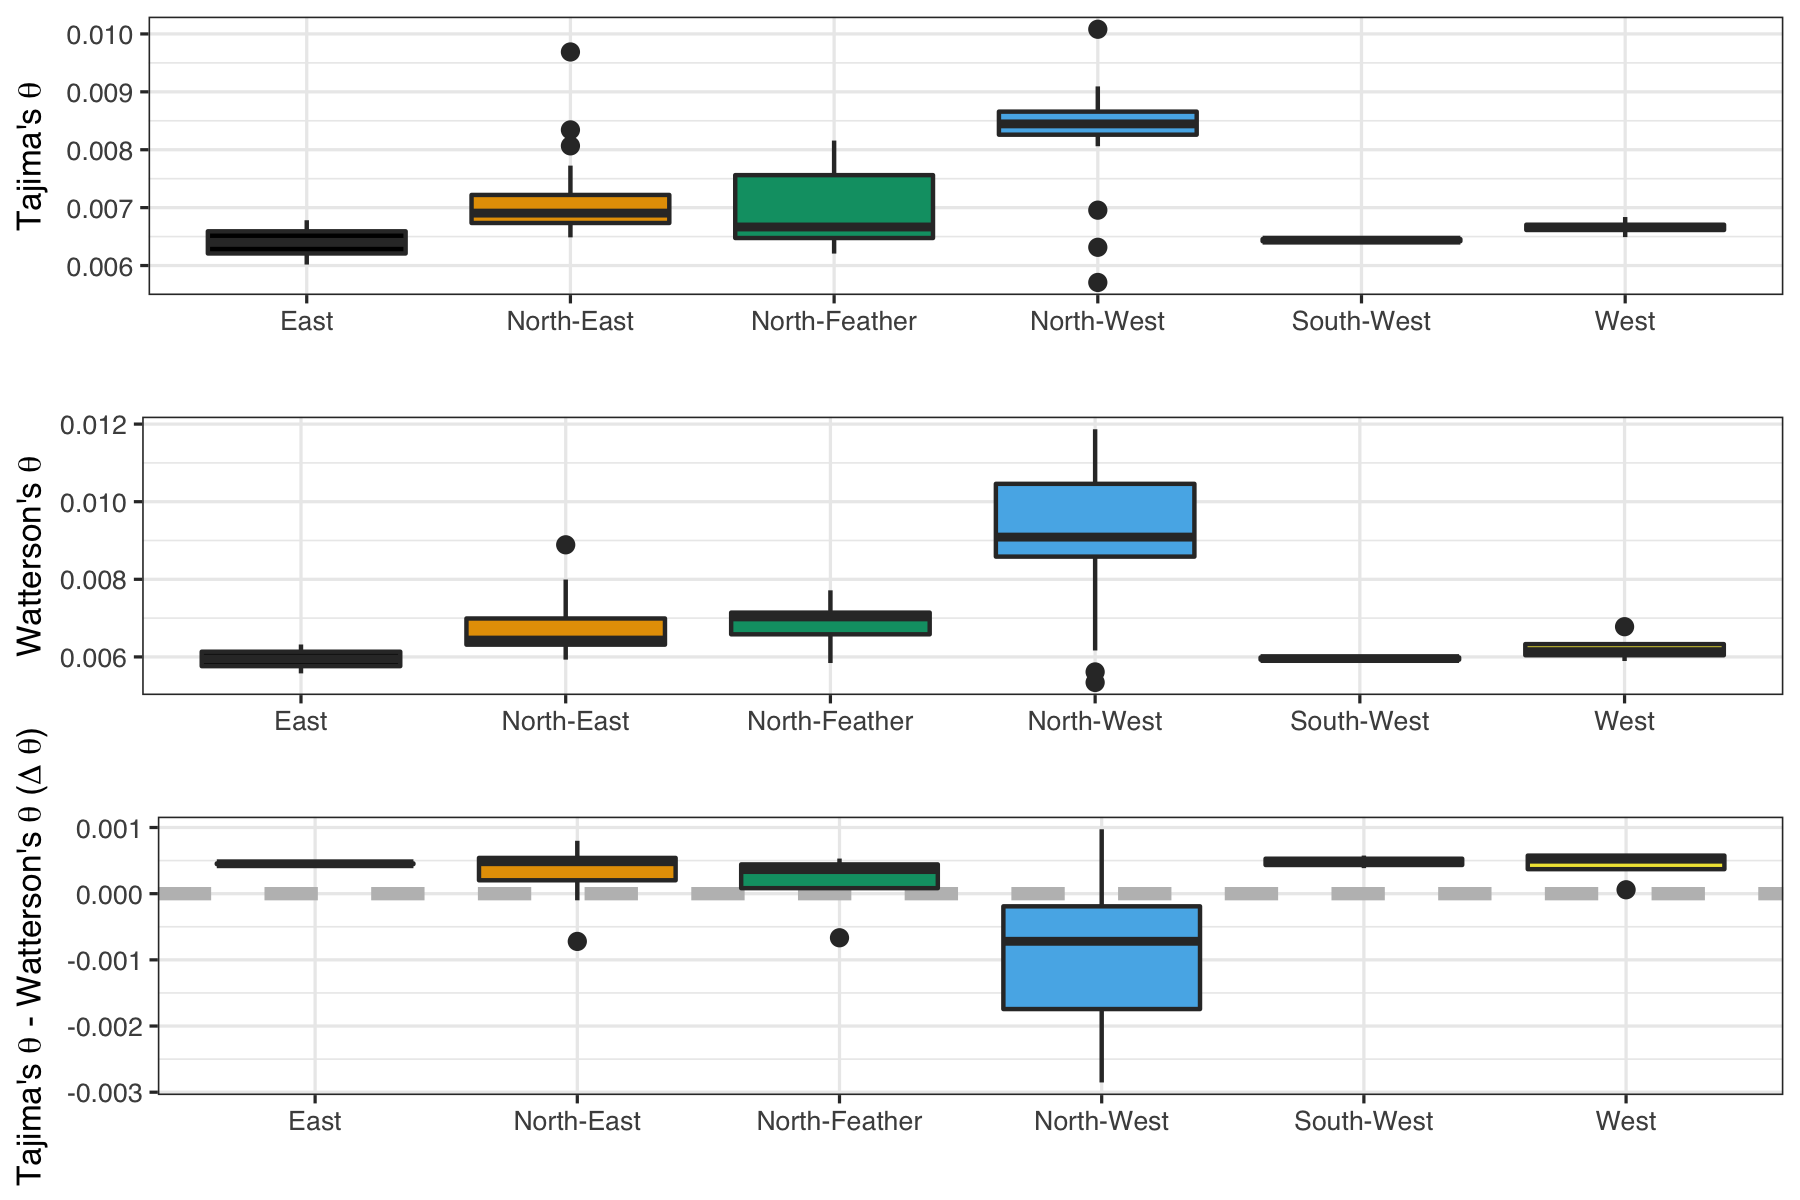 Tajima's θ
0.010
0.009
0.008
0.007
0.006
East North-East North-Feather North-West South-West West
Watterson's θ
0.012
0.010
0.008
0.006
East North-East North-Feather North-West South-West West
Tajima's θ - Watterson's θ (Δ θ)
0.001
0.000
-0.001
-0.002
-0.003
East North-East North-Feather North-West South-West West